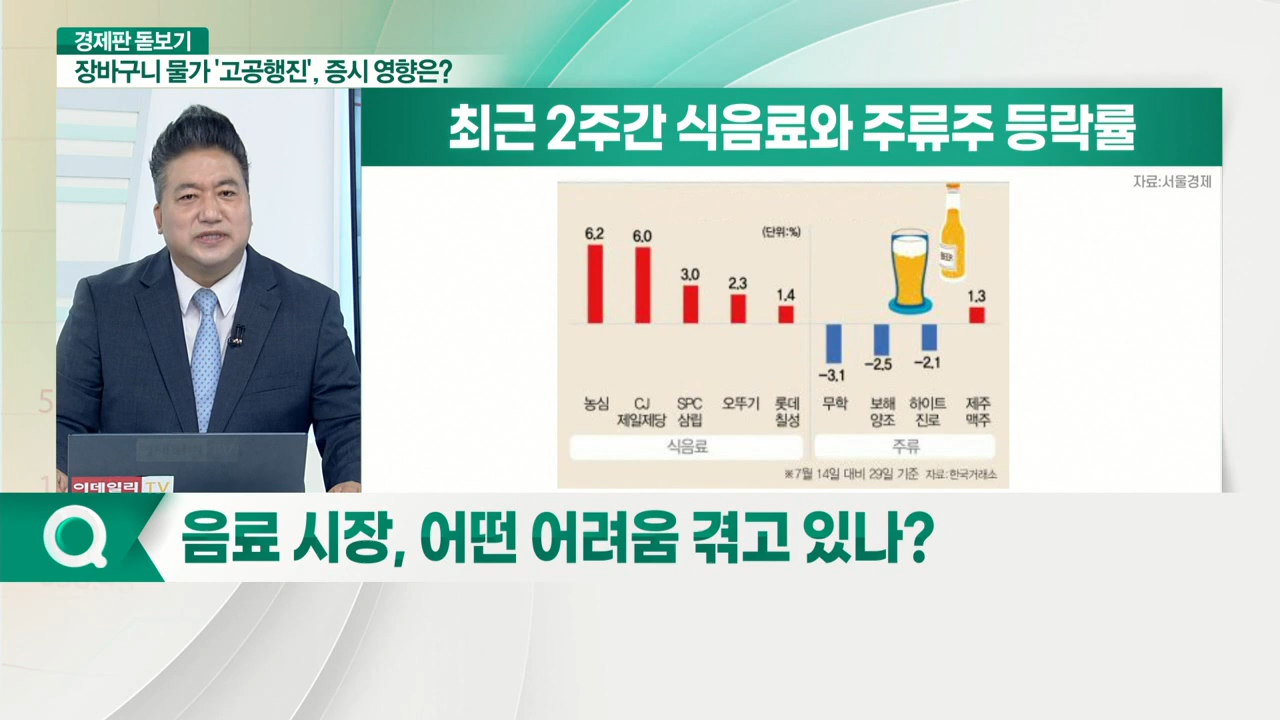 경제판 돋보기
장바구니 물가 '고공행진', 증시 영향은?
최근 2주간 식음료와 주류주 등락률
자료:서울경제
(단위:%)
6.2
6.0
3.0
2.3
1.4
-3.1
-2.5
-2.1
1.3
BEER
농심
CJ 제일제당
SPC 삼립
오뚜기
롯데 칠성
무학
보해 양조
하이트 진로
제주 맥주
식음료
주류
※7월 14일 대비 29일 기준 자료:한국거래소
이데일리 TV
Q
음료 시장, 어떤 어려움 겪고 있나?